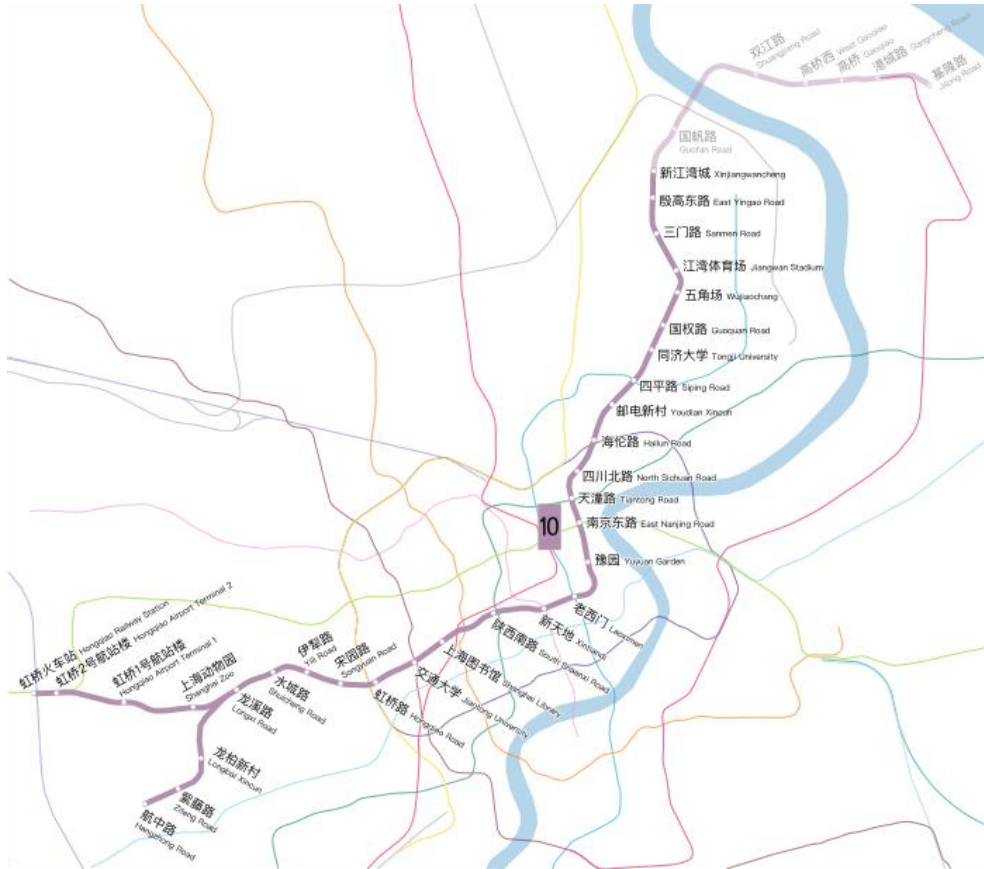 双江路
Shuangjiang Road
高桥西 West Gaoqiao
高桥 Gaoqiao
港城路 Gangcheng Road
基隆路
Jilong Road
国帆路
Guofan Road
新江湾城 Xinjiangwancheng
殷高东路 East Yingao Road
三门路 Sanmen Road
江湾体育场 Jiangwan Stadium
五角场 Wujiaochang
国权路 Guoquan Road
同济大学 Tongji University
四平路 Siping Road
邮电新村 Youdian Xincun
海伦路 Hailun Road
四川北路 North Sichuan Road
天潼路 Tiantong Road
10
南京东路 East Nanjing Road
豫园 Yuyuan Garden
老西门 Laoximen
新天地 Xintiandi
陕西南路 South Shaanxi Road
上海图书馆 Shanghai Library
交通大学 Jiaotong University
虹桥路 Hongqiao Road
宋园路
Songyuan Road
伊犁路
Yili Road
水城路
Shuicheng Road
龙溪路
Longxi Road
上海动物园
Shanghai Zoo
虹桥1号航站楼
Hongqiao Airport Terminal 1
虹桥2号航站楼 Hongqiao Airport Terminal 2
虹桥火车站 Hongqiao Railway Station
龙柏新村
Longbai Xincun
紫藤路
Ziteng Road
航中路
Hangzhong Road